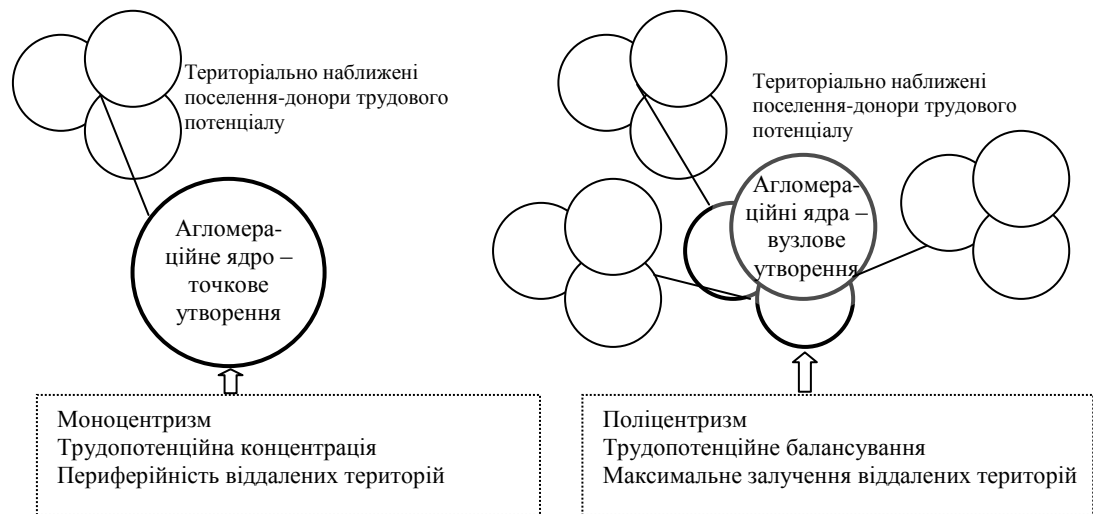 Територіально наближені
поселення-донори трудового
потенціалу
Агломера-
ційне ядро –
точкове
утворення
Моноцентризм
Трудопотенційна концентрація
Периферійність віддалених територій
Територіально наближені
поселення-донори трудового
потенціалу
Агломера-
ційні ядра –
вузлове
утворення
Поліцентризм
Трудопотенційне балансування
Максимальне залучення віддалених територій